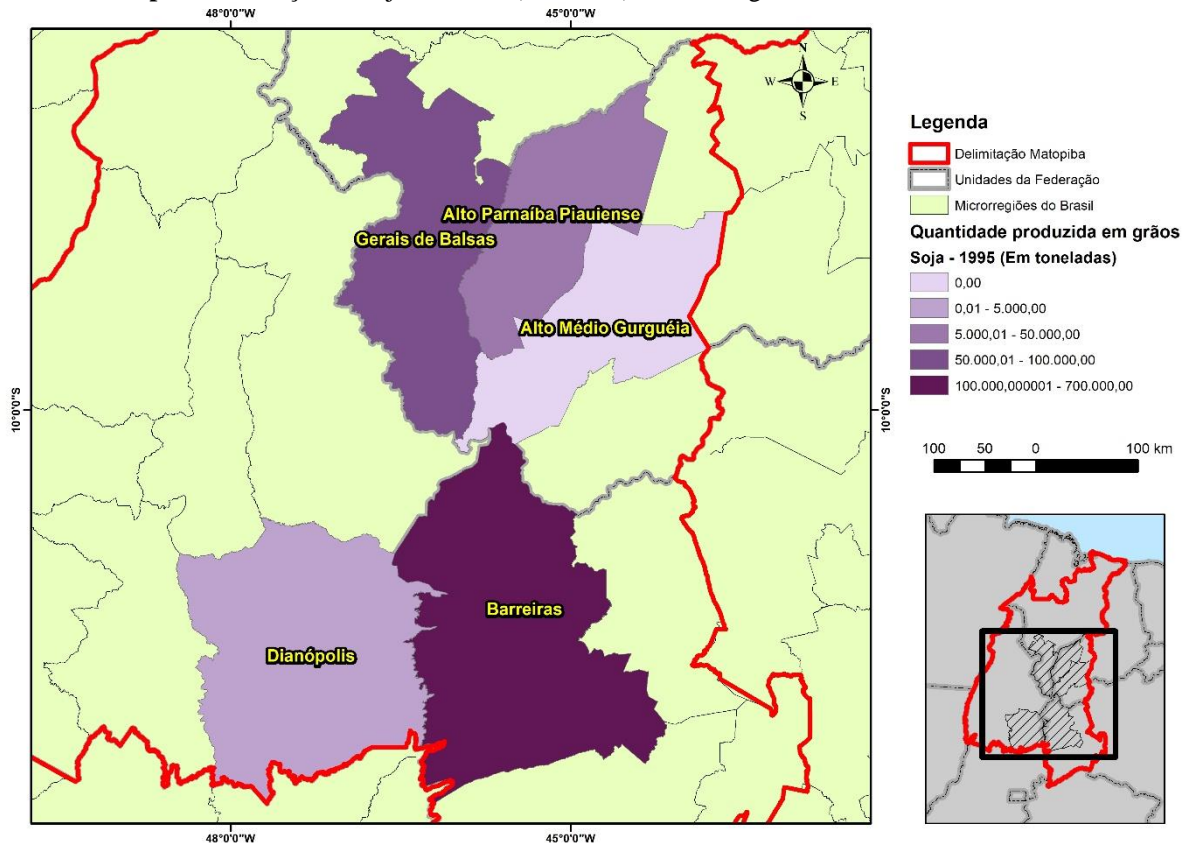 48°0'0"W
45°0'0"W
N
W
E
S
Alto Parnaíba Piauiense
Gerais de Balsas
Alto Médio Gurguéia
10°0'0"S
10°0'0"S
Barreiras
Dianópolis
48°0'0"W
45°0'0"W
Legenda
Delimitação Matopiba
Unidades da Federação
Microrregiões do Brasil
Quantidade produzida em grãos
Soja - 1995 (Em toneladas)
0,00
0,01 - 5.000,00
5.000,01 - 50.000,00
50.000,01 - 100.000,00
100.000,000001 - 700.000,00
100 50 0 100 km